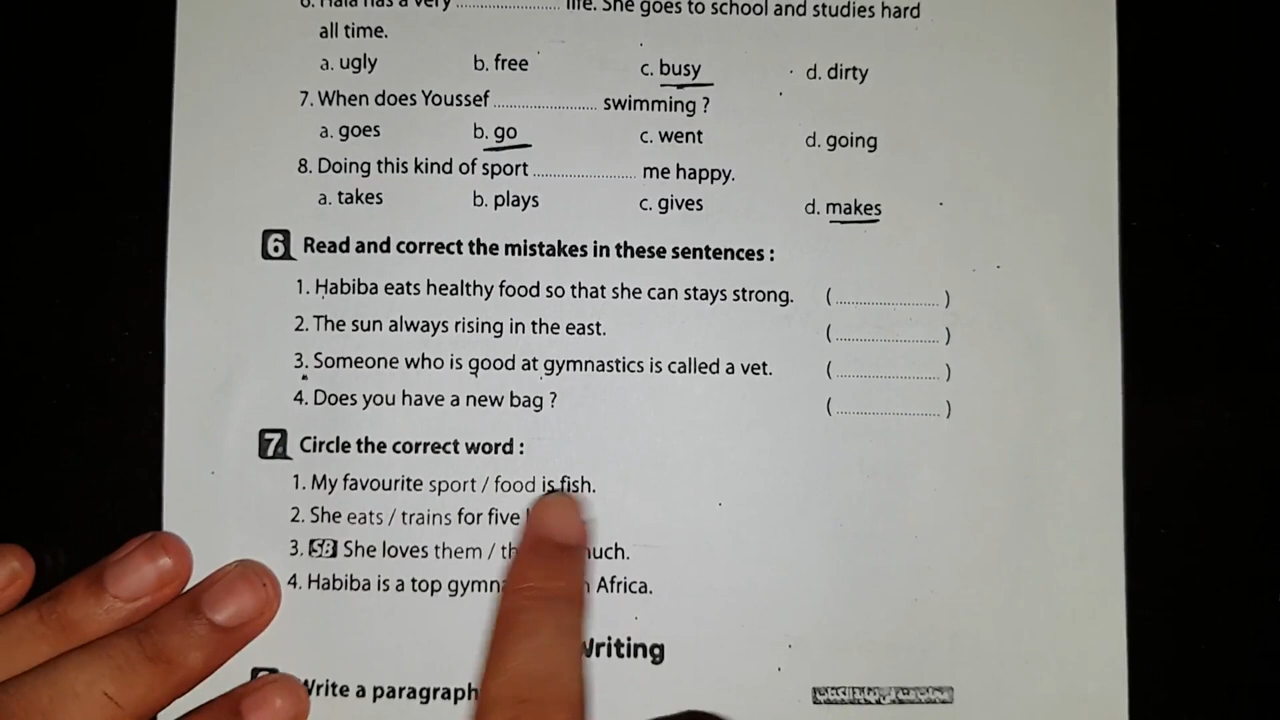 6. Hala has a very ........................ life. She goes to school and studies hard
all time.
a. ugly b. free c. busy d. dirty
7. When does Youssef ........................ swimming ?
a. goes b. go c. went d. going
8. Doing this kind of sport ........................ me happy.
a. takes b. plays c. gives d. makes
6 Read and correct the mistakes in these sentences :
1. Habiba eats healthy food so that she can stays strong. (........................)
2. The sun always rising in the east. (........................)
3. Someone who is good at gymnastics is called a vet. (........................)
4. Does you have a new bag ? (........................)
7 Circle the correct word :
1. My favourite sport / food is fish.
2. She eats / trains for five
3. SB She loves them / much.
4. Habiba is a top Africa.
Writing
Write a paragraph